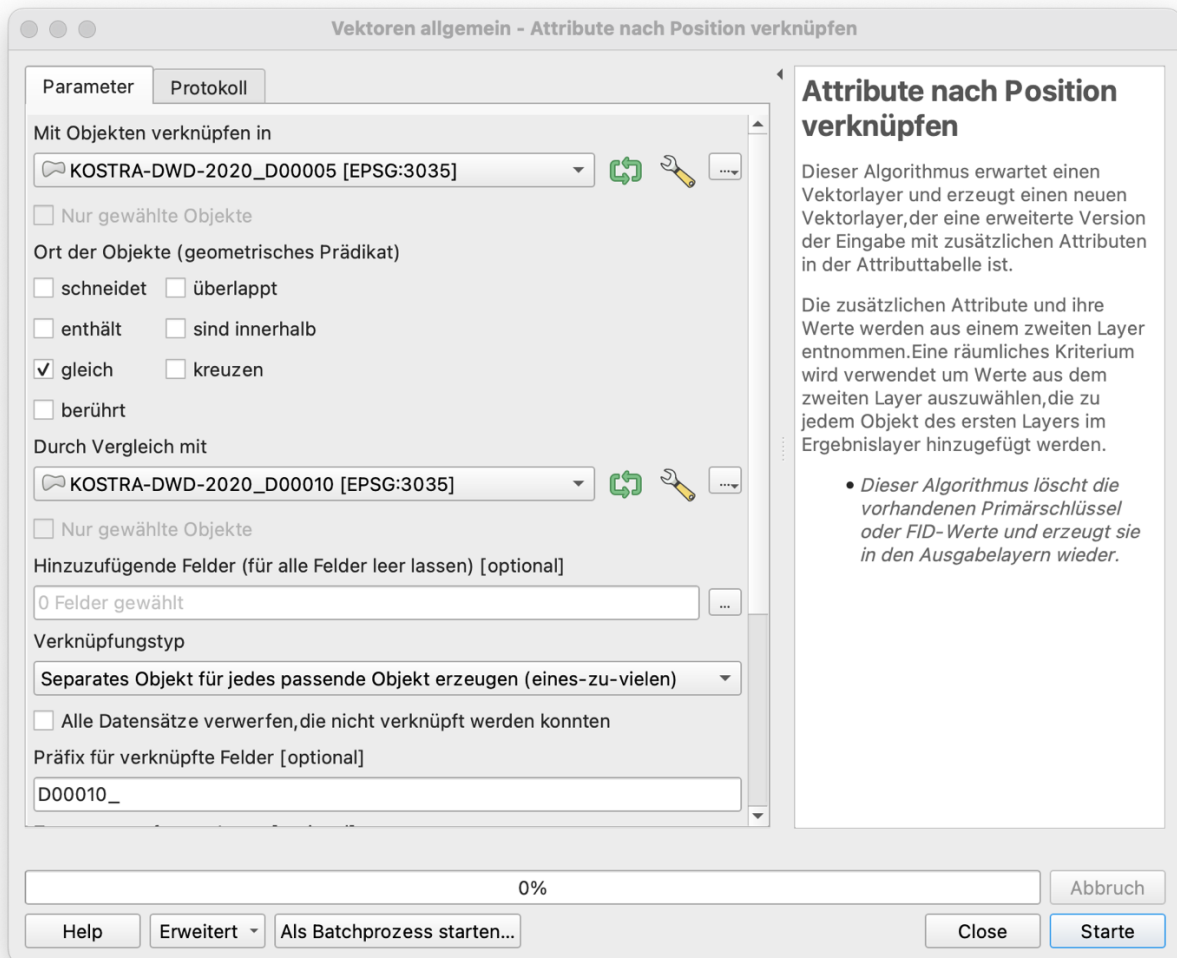 Vektoren allgemein - Attribute nach Position verknüpfen
Parameter
Protokoll
Mit Objekten verknüpfen in
KOSTRA-DWD-2020_D00005 [EPSG:3035]
...
Nur gewählte Objekte
Ort der Objekte (geometrisches Prädikat)
schneidet
überlappt
enthält
sind innerhalb
gleich
kreuzen
berührt
Durch Vergleich mit
KOSTRA-DWD-2020_D00010 [EPSG:3035]
...
Nur gewählte Objekte
Hinzuzufügende Felder (für alle Felder leer lassen) [optional]
0 Felder gewählt
...
Verknüpfungstyp
Separates Objekt für jedes passende Objekt erzeugen (eines-zu-vielen)
Alle Datensätze verwerfen,die nicht verknüpft werden konnten
Präfix für verknüpfte Felder [optional]
D00010_
Attribute nach Position
verknüpfen
Dieser Algorithmus erwartet einen
Vektorlayer und erzeugt einen neuen
Vektorlayer,der eine erweiterte Version
der Eingabe mit zusätzlichen Attributen
in der Attributtabelle ist.
Die zusätzlichen Attribute und ihre
Werte werden aus einem zweiten Layer
entnommen.Eine räumliches Kriterium
wird verwendet um Werte aus dem
zweiten Layer auszuwählen,die zu
jedem Objekt des ersten Layers im
Ergebnislayer hinzugefügt werden.
• Dieser Algorithmus löscht die
vorhandenen Primärschlüssel
oder FID-Werte und erzeugt sie
in den Ausgabelayern wieder.
0%
Abbruch
Help
Erweitert
Als Batchprozess starten...
Close
Starte